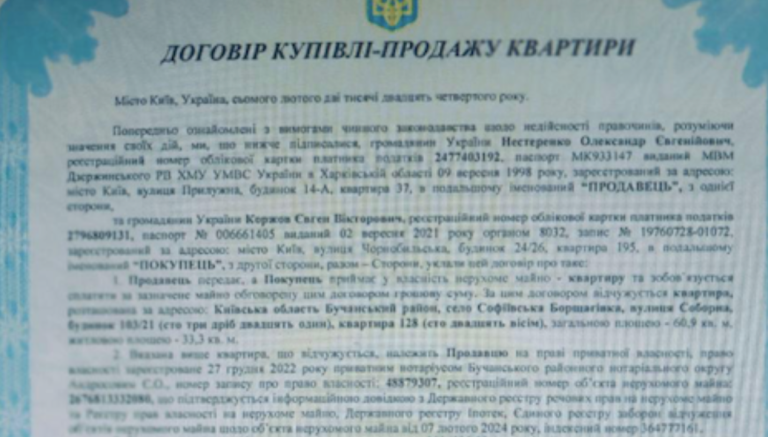 ДОГОВІР КУПІВЛІ-ПРОДАЖУ КВАРТИРИ
Місто Київ, Україна, сьомого лютого дві тисячі двадцять четвертого року.
Попередньо ознайомлені з вимогами чинного законодавства щодо недійсності правочинів, розуміючи
значення своїх дій, ми, що нижче підписалися, громадянин України Нестеренко Олександр Євгенійович,
реєстраційний номер облікової картки платника податків 2477403192, паспорт МК933147 виданий МВМ
Дзержинського РВ ХМУ УМВС України в Харківській області 09 вересня 1998 року, зареєстрований за адресою:
місто Київ, вулиця Прилужна, будинок 14-А, квартира 37, в подальшому іменований "ПРОДАВЕЦЬ", з однієї
сторони,
та громадянин України Коржов Євген Вікторович, реєстраційний номер облікової картки платника податків
2796809131, паспорт № 006661405 виданий 02 вересня 2021 року органом 8032, запис № 19760728-01072,
зареєстрований за адресою: місто Київ, вулиця Чорнобильська, будинок 24/26, квартира 195, в подальшому
іменований "ПОКУПЕЦЬ", з другої сторони, разом – Сторони, уклали цей договір про таке:
1. Продавець передає, а Покупець приймає у власність нерухоме майно - квартиру та зобов'язується
сплатити за зазначене майно обговорену цим договором грошову суму. За цим договором відчужується квартира,
розташована за адресою: Київська область Бучанський район, село Софіївська Борщагівка, вулиця Соборна,
будинок 103/21 (сто три дріб двадцять один), квартира 128 (сто двадцять вісім), загальною площею - 60,9 кв. м,
житловою площею - 33,3 кв. м.
2. Вказана вище квартира, що відчужується, належить Продавцю на праві приватної власності, право
власності зареєстроване 27 грудня 2022 року приватним нотаріусом Бучанського районного нотаріального округу
Є.О., номер запису про право власності: 48879307, реєстраційний номер об'єкта нерухомого майна:
2676813332080, що підтверджується інформаційною довідкою з Державного реєстру речових прав на нерухоме майно
та Реєстру прав власності на нерухоме майно, Державного реєстру Іпотек, Єдиного реєстру заборон відчуження
об'єктів нерухомого майна щодо об'єкта нерухомого майна від 07 лютого 2024 року, індексний номер 364777161.